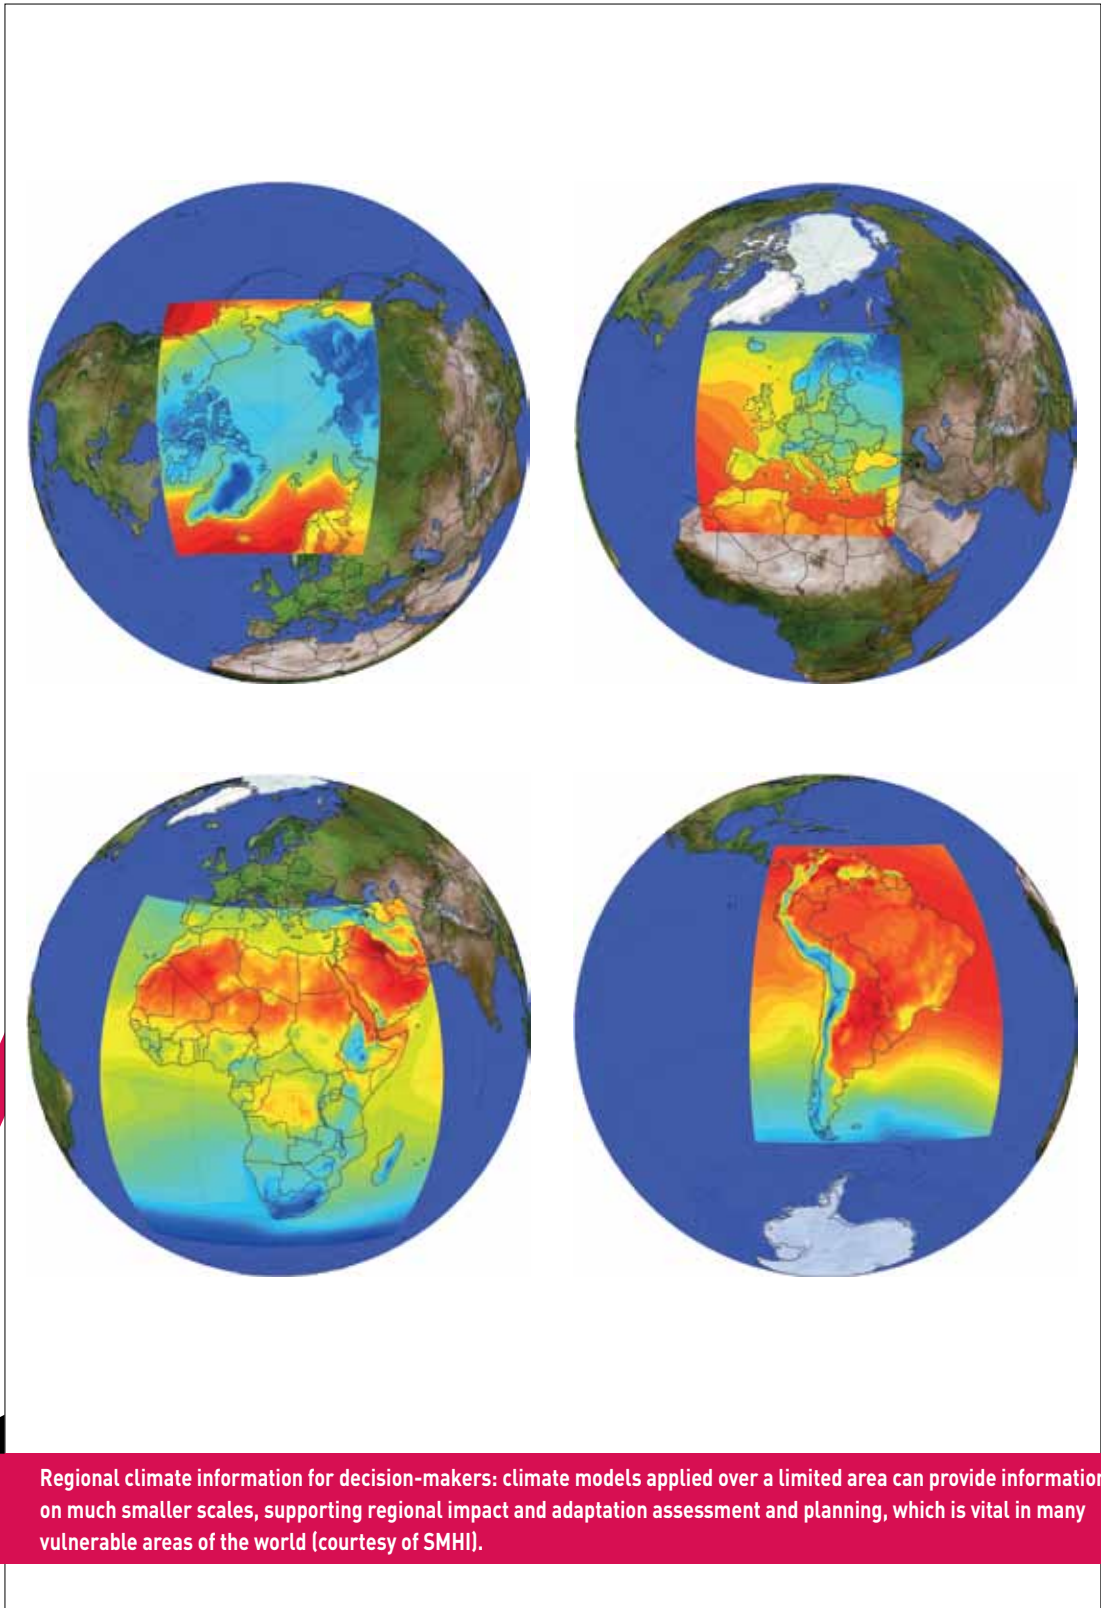 Regional climate information for decision-makers: climate models applied over a limited area can provide information
on much smaller scales, supporting regional impact and adaptation assessment and planning, which is vital in many
vulnerable areas of the world (courtesy of SMHI).